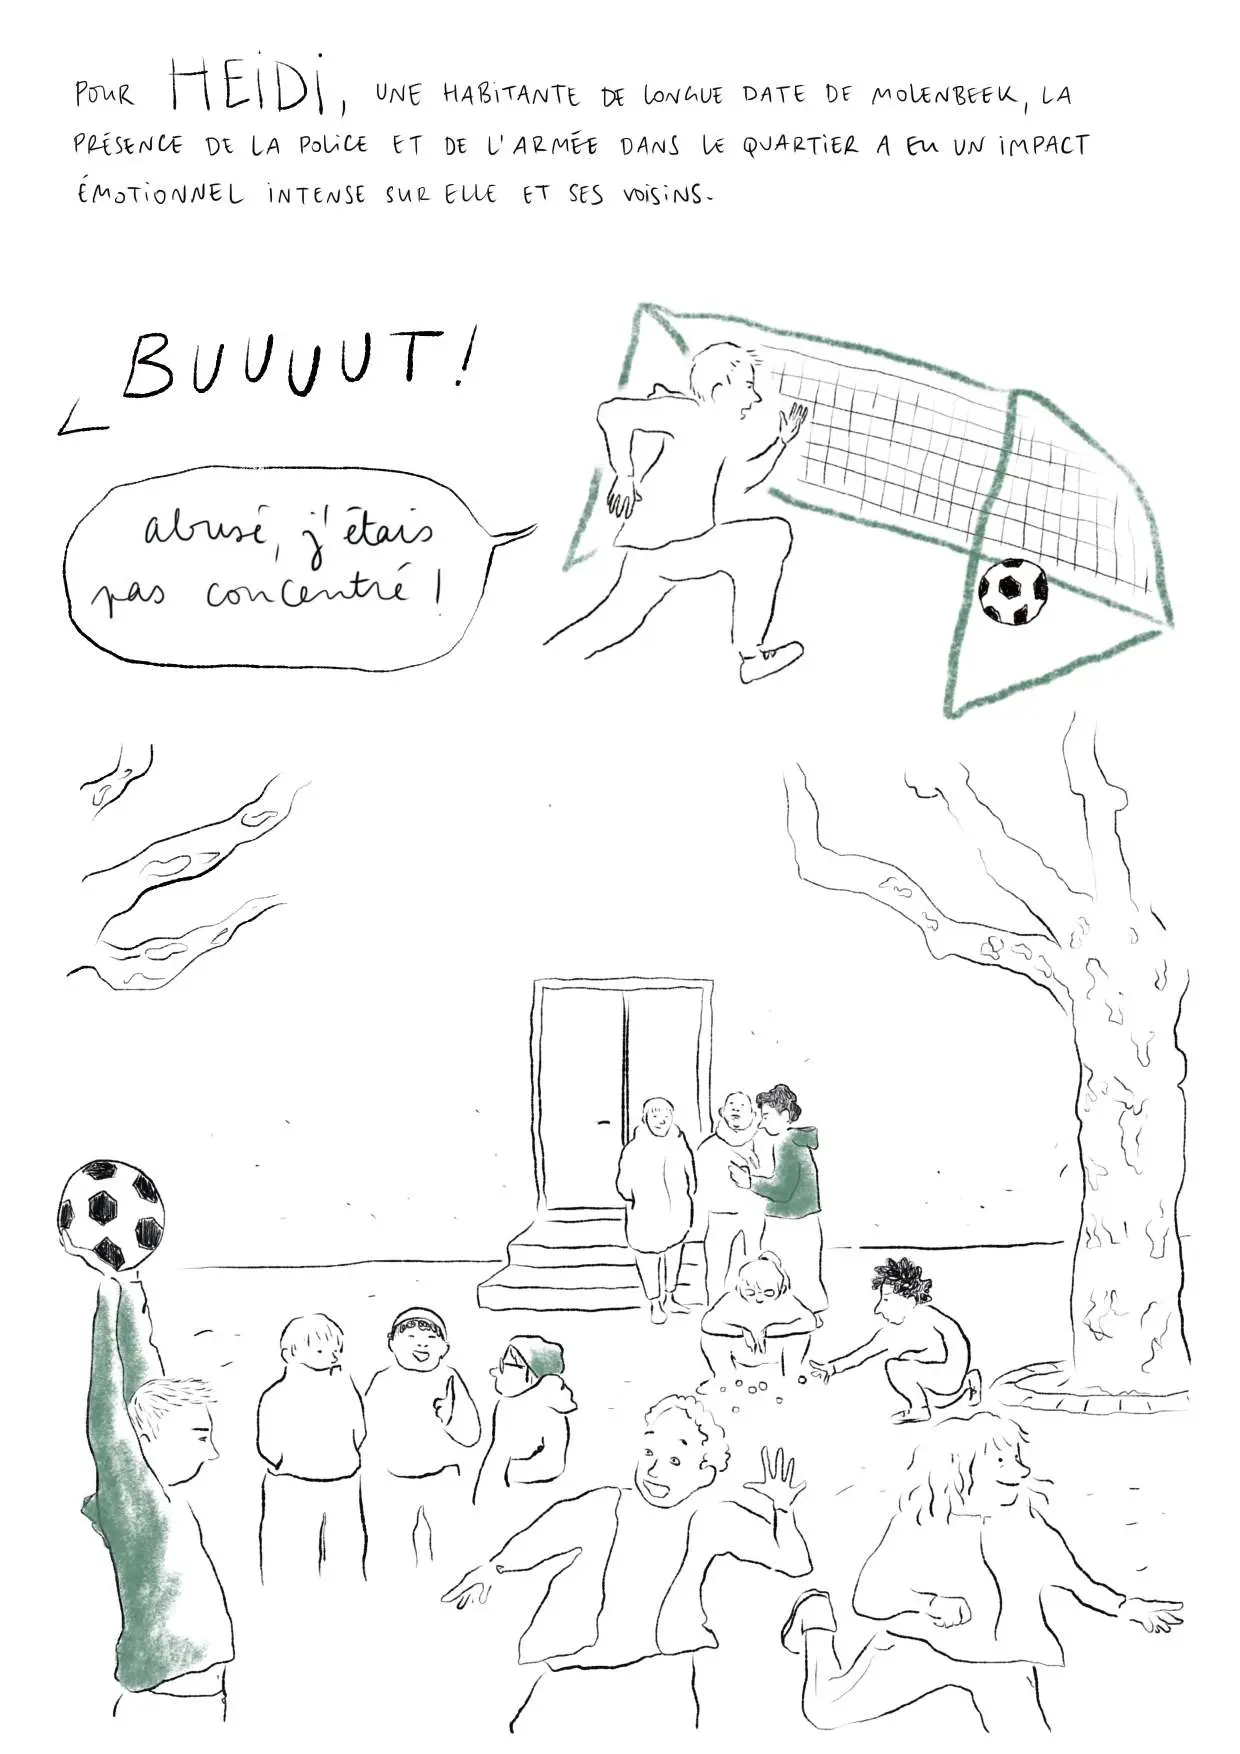 POUR HEIDI, UNE HABITANTE DE LONGUE DATE DE MOLENBEEK, LA
PRÉSENCE DE LA POLICE ET DE L'ARMÉE DANS LE QUARTIER A EU UN IMPACT
ÉMOTIONNEL INTENSE SUR ELLE ET SES VOISINS.
BUUUUT!
abusé, j'étais
pas concentré !